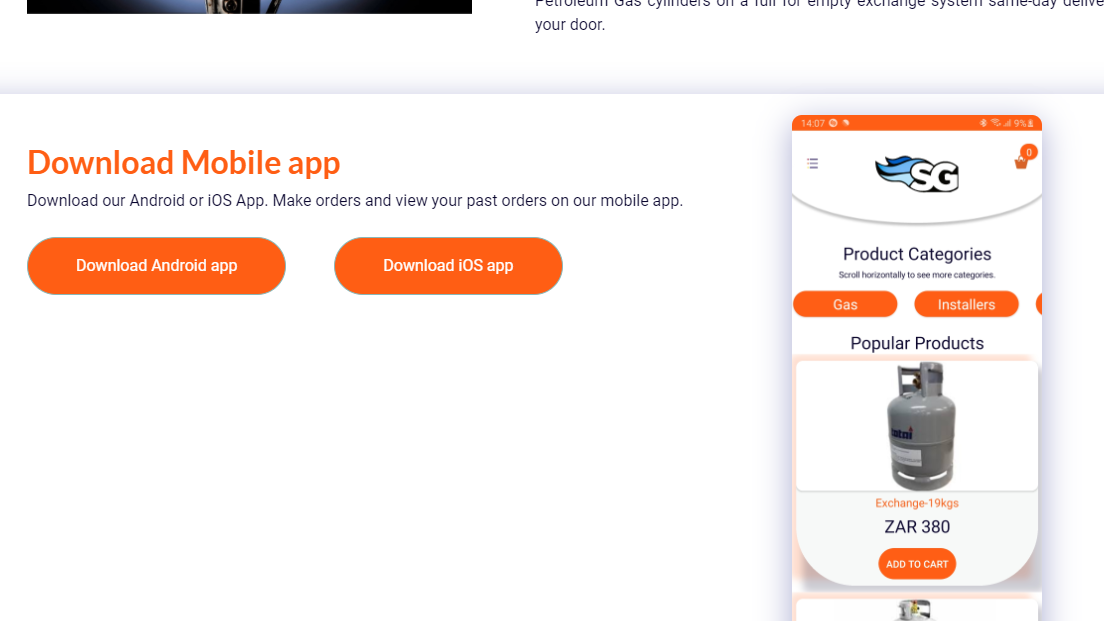 Petroleum Gas cylinders on a full for empty exchange system same-day
your door.
Download Mobile app
Download our Android or iOS App. Make orders and view your past orders on our mobile app.
Download Android app
Download iOS app
14:07
9%
0
SG
Product Categories
Scroll horizontally to see more categories.
Gas
Installers
Popular Products
Exchange-19kgs
ZAR 380
ADD TO CART